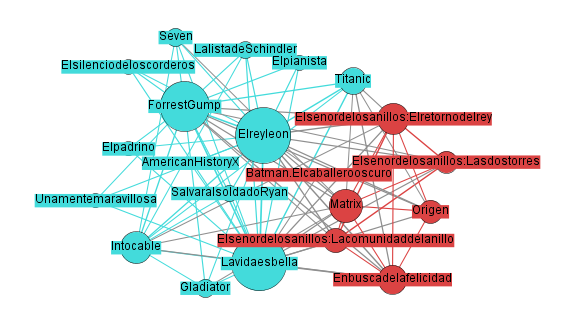 Seven
LalistadeSchindler
Elsilenciodeloscorderos
Elpianista
Titanic
ForrestGump
Elsenordelosanillos:Elretornodelrey
Elreyleon
Elpadrino
AmericanHistoryX
Elsenordelosanillos:Lasdostorres
Batman:Elcaballerooscuro
Unamentemaravillosa
SalvaralsoldadoRyan
Matrix
Origen
Intocable
Elsenordelosanillos:Lacomunidaddelanillo
Lavidaesbella
Enbuscadelafelicidad
Gladiator